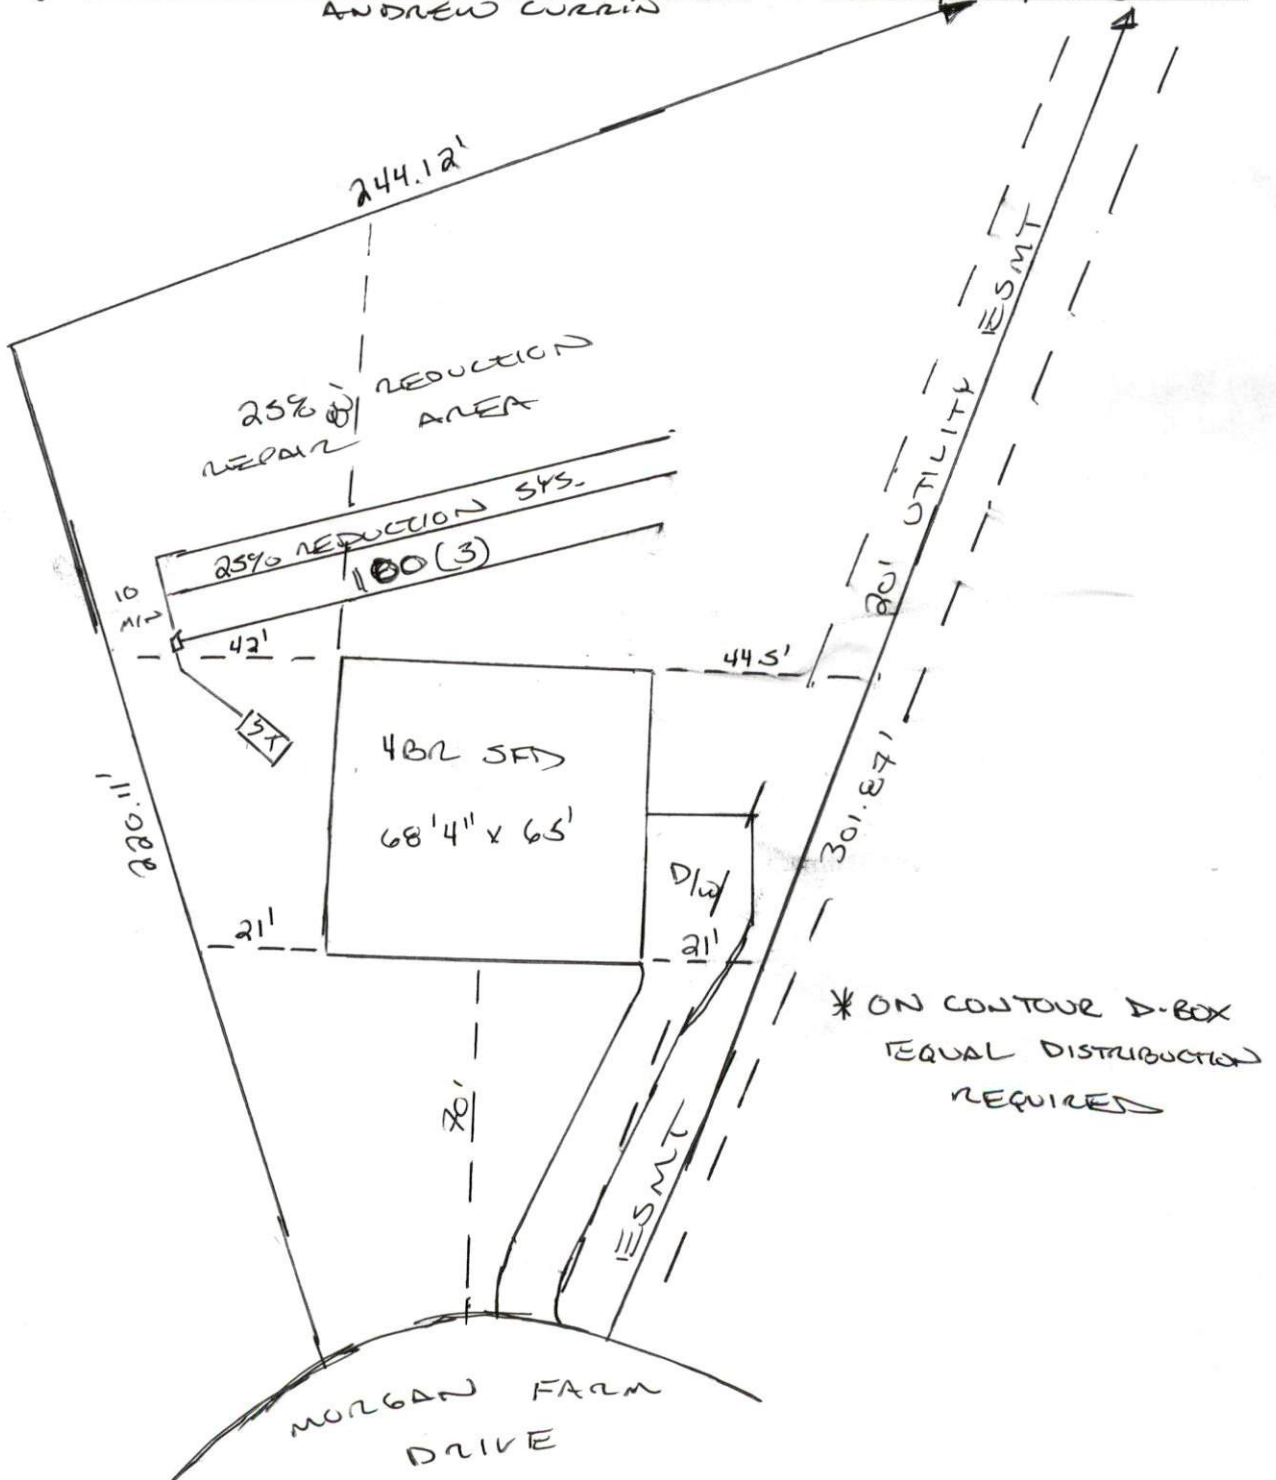 ANDREW CURRIN
244.12'
25% REDUCTION
REPAIR AREA
25% REDUCTION SYS.
100(3)
10
MIN
42'
44.5'
ST
4BR SFD
68'4" x 65'
D/W
220.11'
21'
21'
20' UTILITY ESMT
301.87'
* ON CONTOUR D-BOX
EQUAL DISTRIBUTION
REQUIRED
ESMT
MORGAN FARM
DRIVE